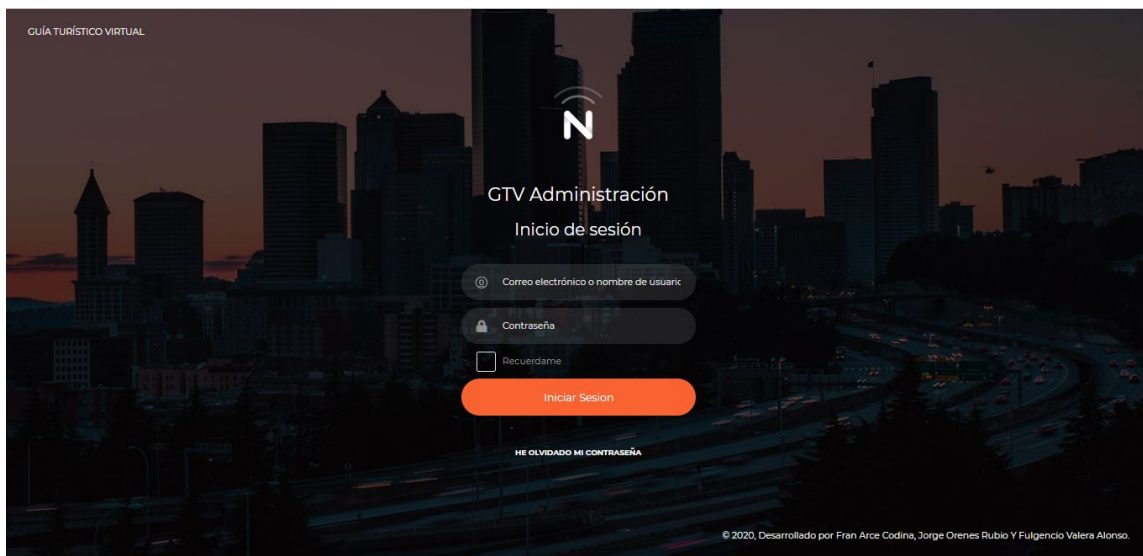 GUÍA TURÍSTICO VIRTUAL
N
GTV Administración
Inicio de sesión
Correo electrónico o nombre de usuaric
Contraseña
Recuerdame
Iniciar Sesion
HE OLVIDADO MI CONTRASEÑA
© 2020, Desarrollado por Fran Arce Codina, Jorge Orenes Rubio Y Fulgencio Valera Alonso.